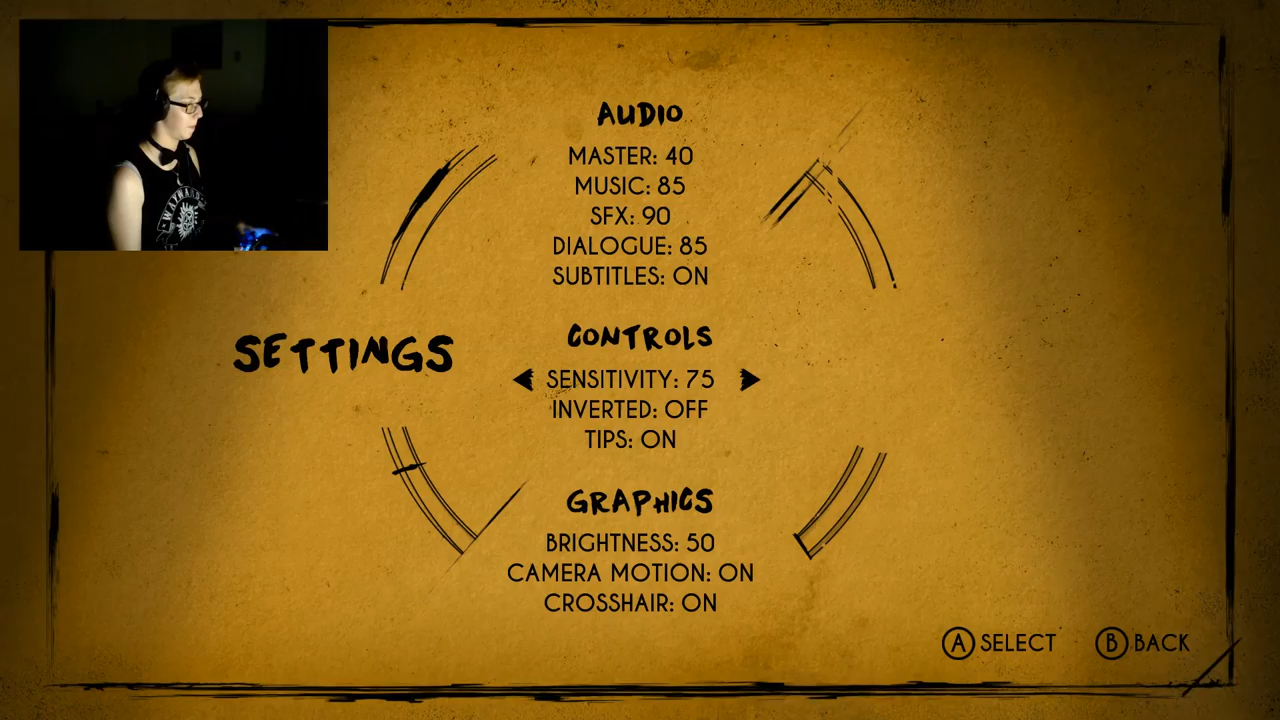 AUDIO
MASTER: 40
MUSIC: 85
SFX: 90
DIALOGUE: 85
SUBTITLES: ON
SETTINGS
CONTROLS
SENSITIVITY: 75
INVERTED: OFF
TIPS: ON
GRAPHICS
BRIGHTNESS: 50
CAMERA MOTION: ON
CROSSHAIR: ON
A SELECT B BACK